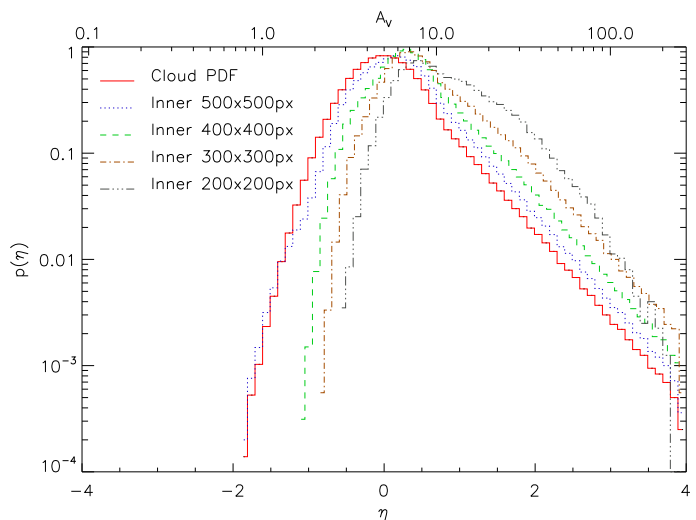 A_v
0.1 1.0 10.0 100.0
1
Cloud PDF
Inner 500x500px
Inner 400x400px
0.1
Inner 300x300px
Inner 200x200px
p(η)
0.01
10^-3
10^-4
-4 -2 0 2 4
η